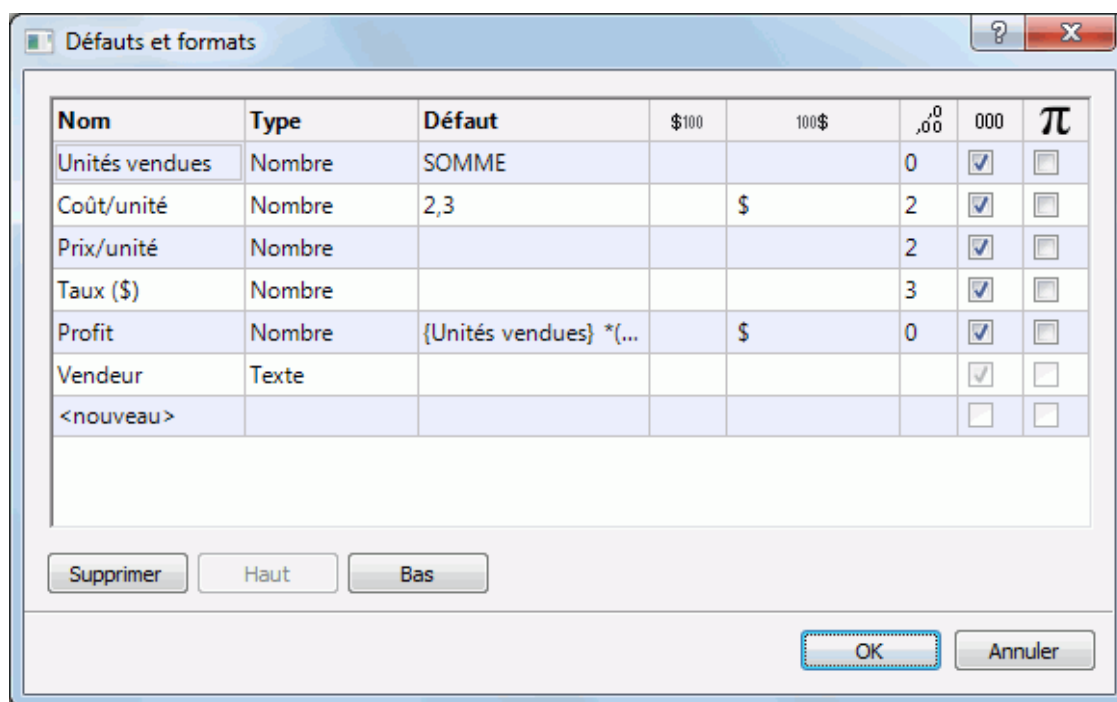 Défauts et formats
Nom Type Défaut $100 100$ ,0 ,00 000 π
Unités vendues Nombre SOMME 0
Coût/unité Nombre 2,3 $ 2
Prix/unité Nombre 2
Taux ($) Nombre 3
Profit Nombre {Unités vendues} *(... $ 0
Vendeur Texte
<nouveau>
Supprimer Haut Bas
OK Annuler